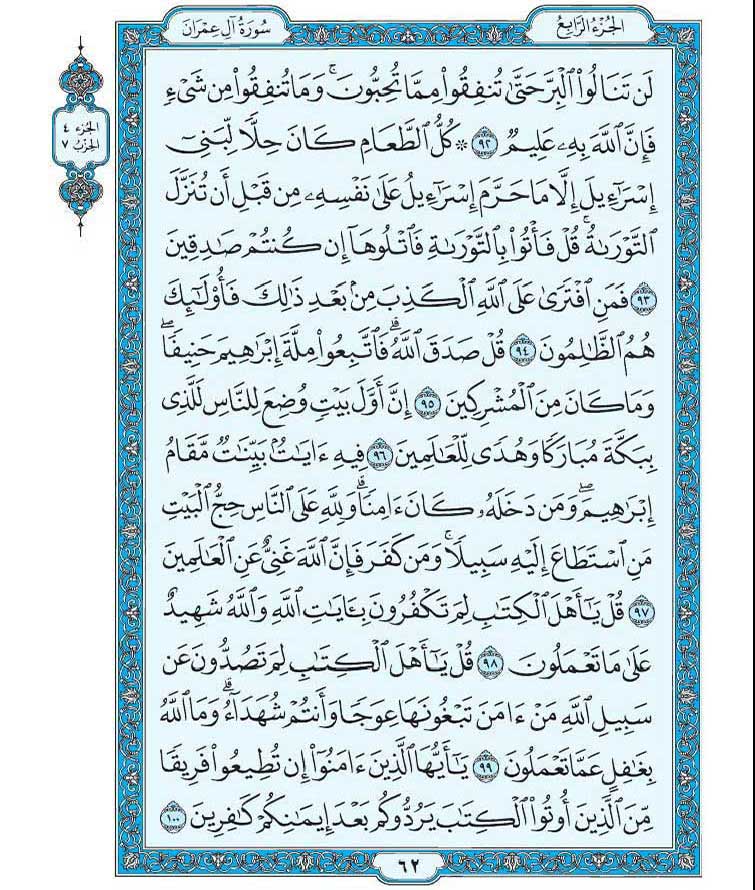 الجُزْءُ الرَّابِعُ
سُورَةُ آلِ عِمْرَانَ
الجُزْءُ ٤
الحِزْبُ ٧
لَن تَنَالُوا۟ ٱلْبِرَّ حَتَّىٰ تُنفِقُوا۟ مِمَّا تُحِبُّونَ ۚ وَمَا تُنفِقُوا۟ مِن شَىْءٍ
فَإِنَّ ٱللَّهَ بِهِۦ عَلِيمٌ ٩٢ ۞ كُلُّ ٱلطَّعَامِ كَانَ حِلًّا لِّبَنِىٓ
إِسْرَٰٓءِيلَ إِلَّا مَا حَرَّمَ إِسْرَٰٓءِيلُ عَلَىٰ نَفْسِهِۦ مِن قَبْلِ أَن تُنَزَّلَ
ٱلتَّوْرَىٰةُ ۗ قُلْ فَأْتُوا۟ بِٱلتَّوْرَىٰةِ فَٱتْلُوهَآ إِن كُنتُمْ صَٰدِقِينَ
٩٣ فَمَنِ ٱفْتَرَىٰ عَلَى ٱللَّهِ ٱلْكَذِبَ مِنۢ بَعْدِ ذَٰلِكَ فَأُو۟لَٰٓئِكَ
هُمُ ٱلظَّٰلِمُونَ ٩٤ قُلْ صَدَقَ ٱللَّهُ ۗ فَٱتَّبِعُوا۟ مِلَّةَ إِبْرَٰهِيمَ حَنِيفًا ۖ
وَمَا كَانَ مِنَ ٱلْمُشْرِكِينَ ٩٥ إِنَّ أَوَّلَ بَيْتٍ وُضِعَ لِلنَّاسِ لَلَّذِى
بِبَكَّةَ مُبَارَكًا وَهُدًى لِّلْعَٰلَمِينَ ٩٦ فِيهِ ءَايَٰتٌۢ بَيِّنَٰتٌ مَّقَامُ
إِبْرَٰهِيمَ ۖ وَمَن دَخَلَهُۥ كَانَ ءَامِنًا ۗ وَلِلَّهِ عَلَى ٱلنَّاسِ حِجُّ ٱلْبَيْتِ
مَنِ ٱسْتَطَاعَ إِلَيْهِ سَبِيلًا ۚ وَمَن كَفَرَ فَإِنَّ ٱللَّهَ غَنِىٌّ عَنِ ٱلْعَٰلَمِينَ
٩٧ قُلْ يَٰٓأَهْلَ ٱلْكِتَٰبِ لِمَ تَكْفُرُونَ بِـَٔايَٰتِ ٱللَّهِ وَٱللَّهُ شَهِيدٌ
عَلَىٰ مَا تَعْمَلُونَ ٩٨ قُلْ يَٰٓأَهْلَ ٱلْكِتَٰبِ لِمَ تَصُدُّونَ عَن
سَبِيلِ ٱللَّهِ مَنْ ءَامَنَ تَبْغُونَهَا عِوَجًا وَأَنتُمْ شُهَدَآءُ ۗ وَمَا ٱللَّهُ
بِغَٰفِلٍ عَمَّا تَعْمَلُونَ ٩٩ يَٰٓأَيُّهَا ٱلَّذِينَ ءَامَنُوٓا۟ إِن تُطِيعُوا۟ فَرِيقًا
مِّنَ ٱلَّذِينَ أُوتُوا۟ ٱلْكِتَٰبَ يَرُدُّوكُم بَعْدَ إِيمَٰنِكُمْ كَٰفِرِينَ ١٠٠
٦٢